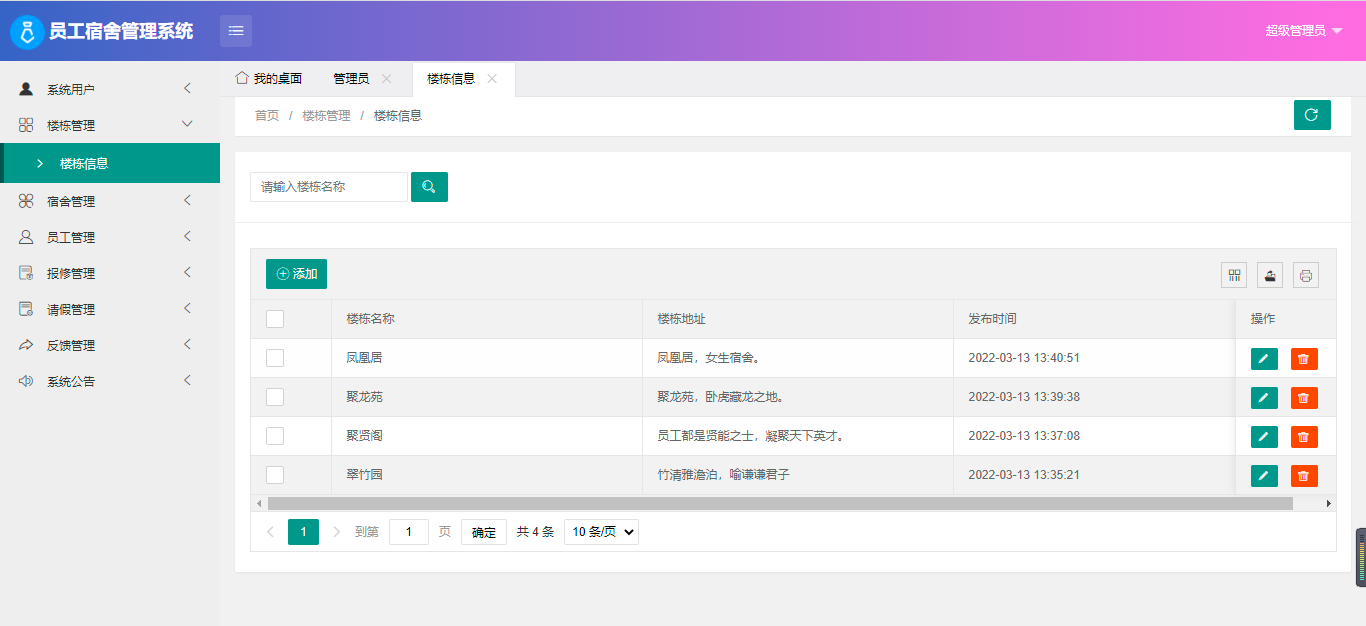 员工宿舍管理系统
超级管理员
系统用户
楼栋管理
楼栋信息
宿舍管理
员工管理
报修管理
请假管理
反馈管理
系统公告
我的桌面 管理员 楼栋信息
首页 / 楼栋管理 / 楼栋信息
请输入楼栋名称
添加
楼栋名称 楼栋地址 发布时间 操作
凤凰居 凤凰居，女生宿舍。 2022-03-13 13:40:51
聚龙苑 聚龙苑，卧虎藏龙之地。 2022-03-13 13:39:38
聚贤阁 员工都是贤能之士，凝聚天下英才。 2022-03-13 13:37:08
翠竹园 竹清雅澹泊，喻谦谦君子 2022-03-13 13:35:21
1 到第 1 页 确定 共 4 条 10 条/页